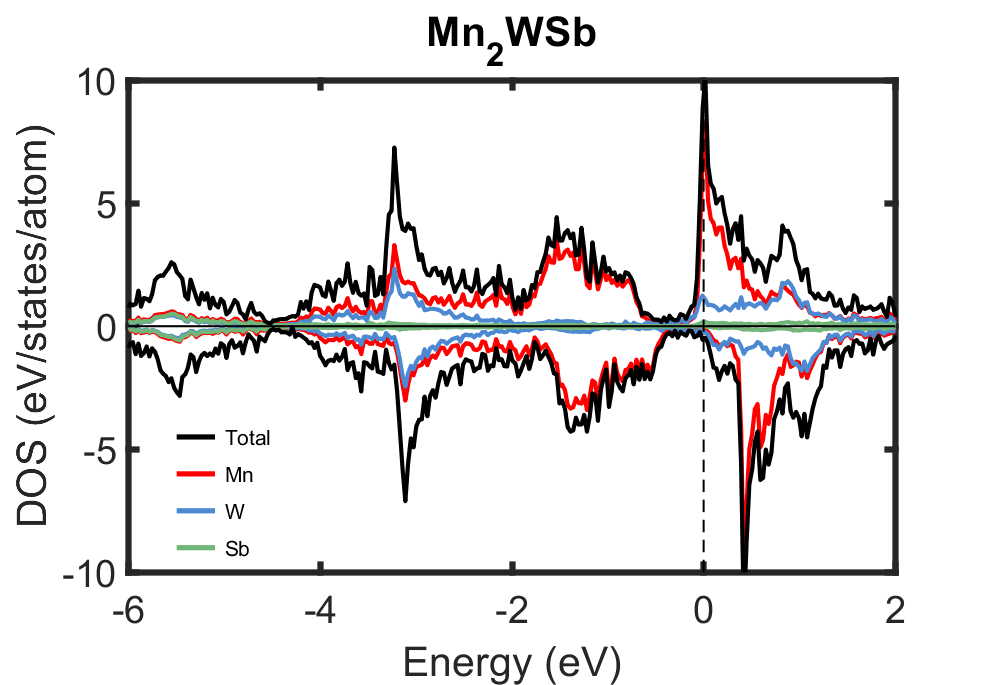 Mn₂WSb
10
5
0
-5
-10
DOS (eV/states/atom)
Total
Mn
W
Sb
-6
-4
-2
0
2
Energy (eV)